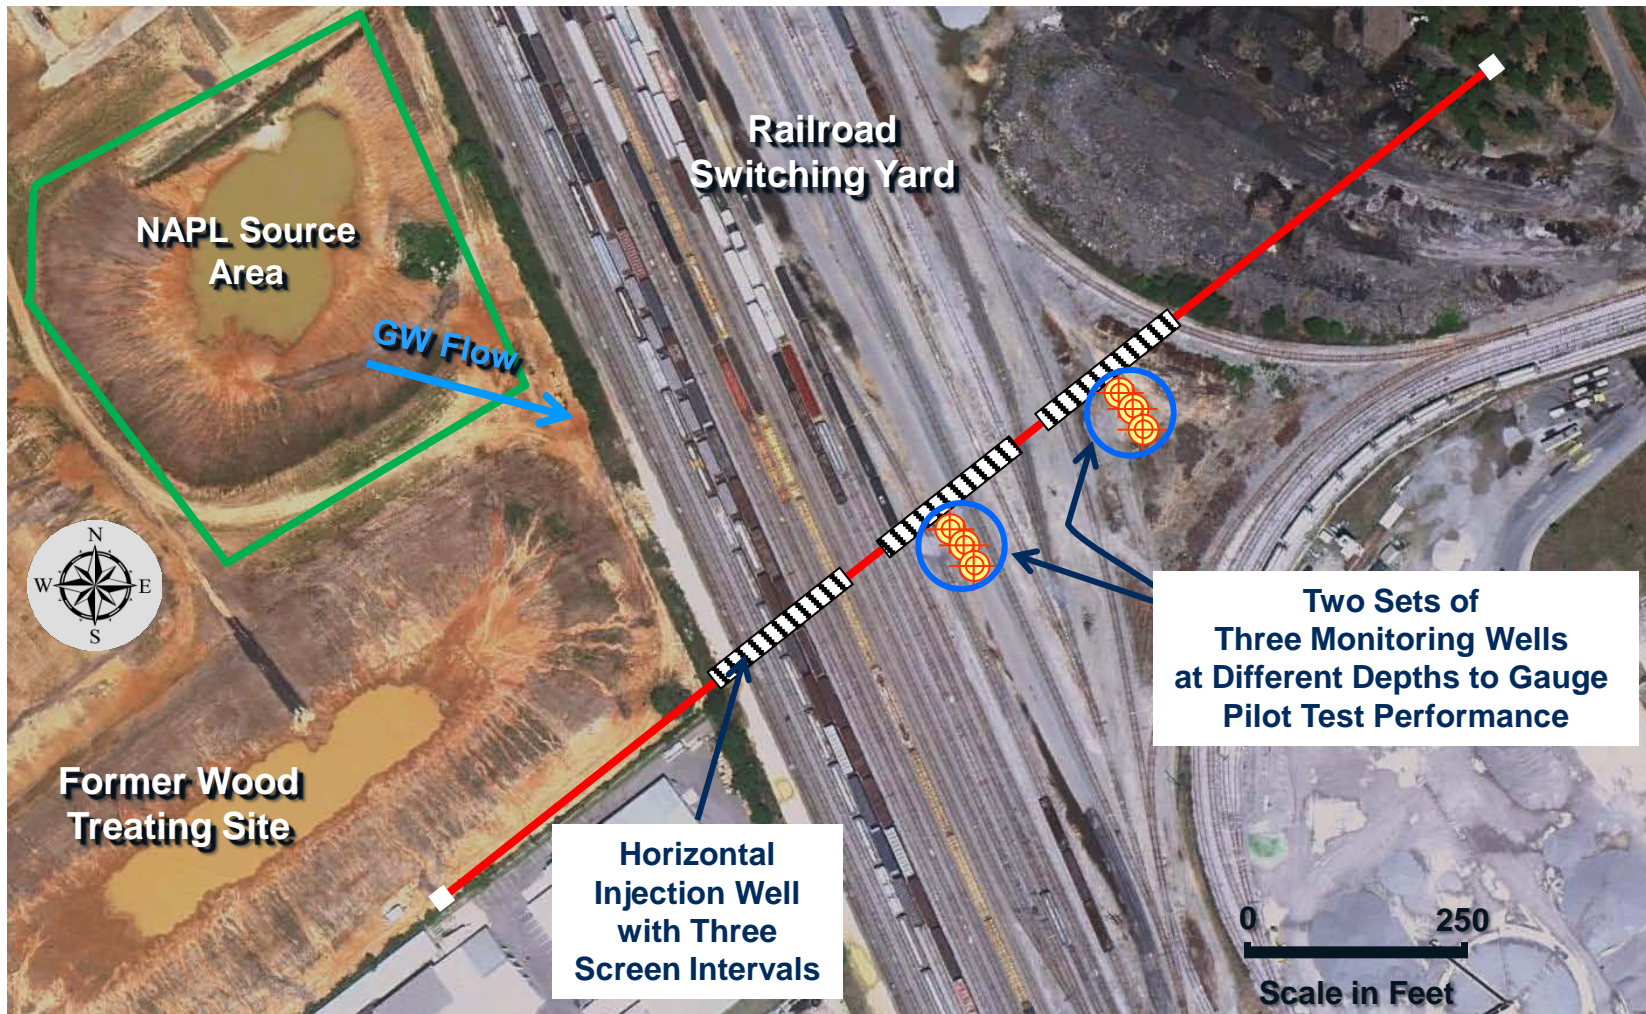 Railroad
Switching Yard
NAPL Source
Area
GW Flow
N
W E
S
Two Sets of
Three Monitoring Wells
at Different Depths to Gauge
Pilot Test Performance
Former Wood
Treating Site
Horizontal
Injection Well
with Three
Screen Intervals
0 250
Scale in Feet